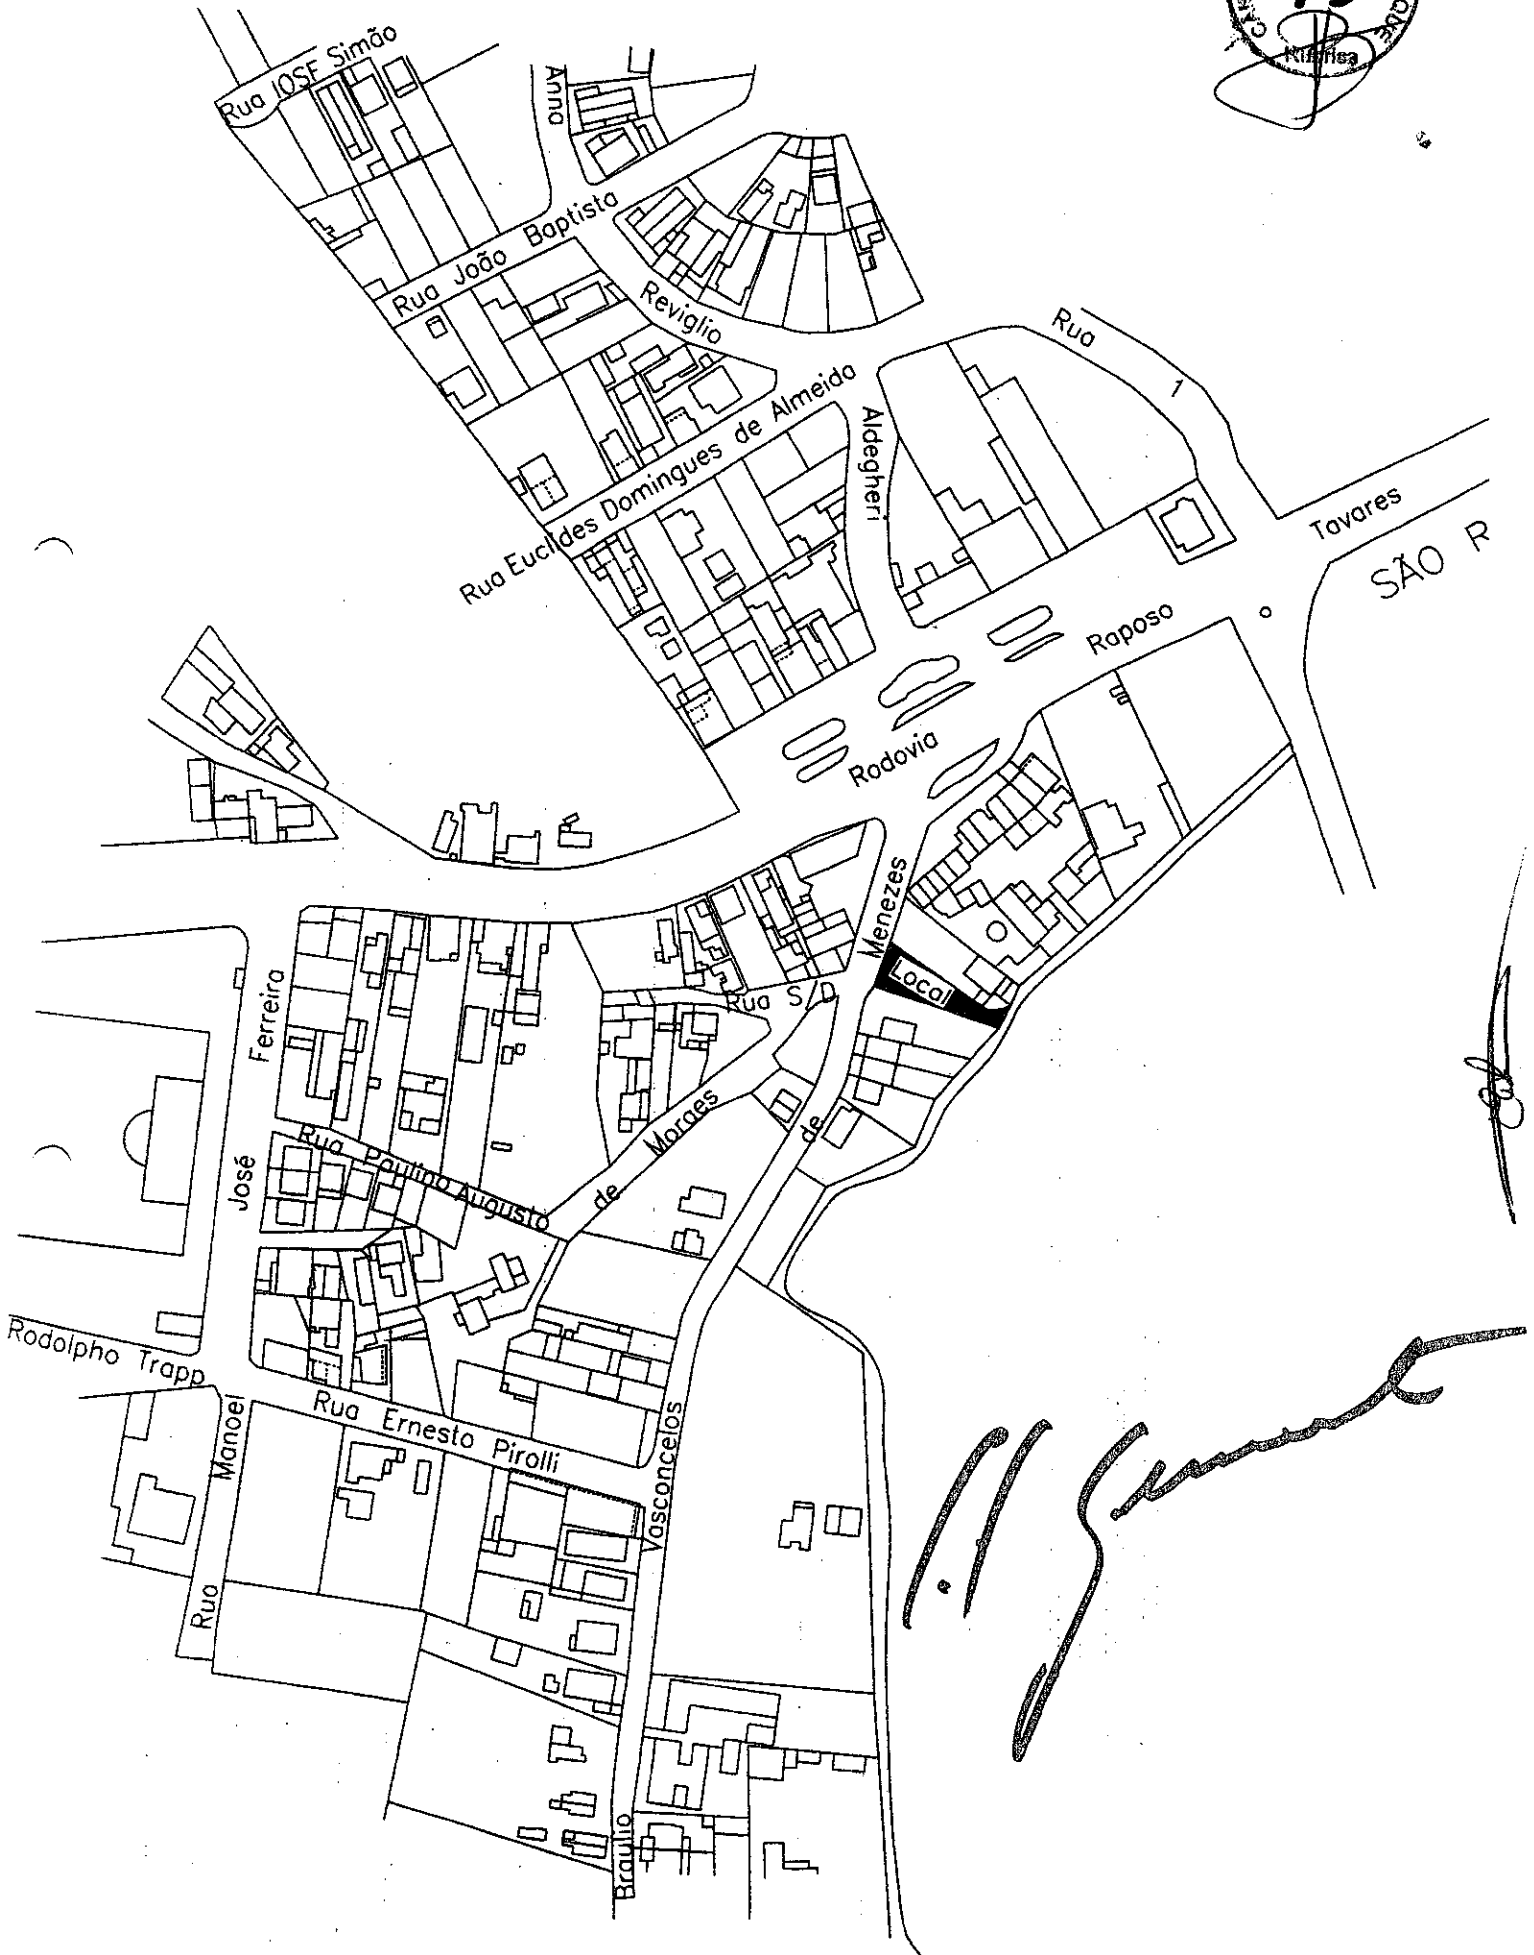 Rua JOSE Simão
Anna
Rua João Baptista
Reviglio
Rua Euclides Domingues de Almeida
Aldegheri
Rua 1
Tavares
SÃO R
Raposo
Rodovia
Menezes
Local
Rua S/D
Ferreira
José
Rua Paulino Augusto
de Moraes
de
Rodolpho Trapp
Rua Ernesto Pirolli
Manoel
Rua
Vasconcelos
Braulio